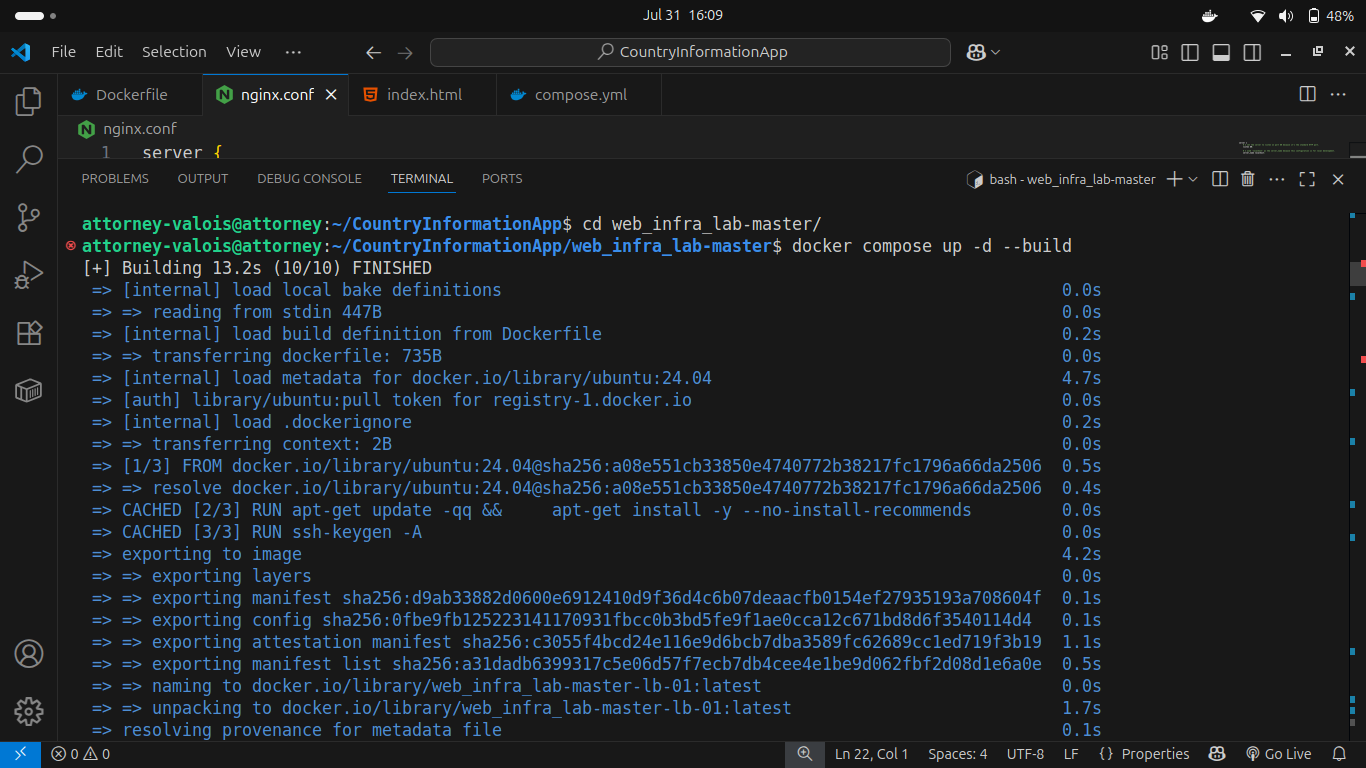 Jul 31 16:09
48%
File Edit Selection View ···
CountryInformationApp
Dockerfile
nginx.conf
index.html
compose.yml
nginx.conf
1 server {
PROBLEMS OUTPUT DEBUG CONSOLE TERMINAL PORTS
bash - web_infra_lab-master
attorney-valois@attorney:~/CountryInformationApp$ cd web_infra_lab-master/
attorney-valois@attorney:~/CountryInformationApp/web_infra_lab-master$ docker compose up -d --build
[+] Building 13.2s (10/10) FINISHED
=> [internal] load local bake definitions 0.0s
=> => reading from stdin 447B 0.0s
=> [internal] load build definition from Dockerfile 0.2s
=> => transferring dockerfile: 735B 0.0s
=> [internal] load metadata for docker.io/library/ubuntu:24.04 4.7s
=> [auth] library/ubuntu:pull token for registry-1.docker.io 0.0s
=> [internal] load .dockerignore 0.2s
=> => transferring context: 2B 0.0s
=> [1/3] FROM docker.io/library/ubuntu:24.04@sha256:a08e551cb33850e4740772b38217fc1796a66da2506 0.5s
=> => resolve docker.io/library/ubuntu:24.04@sha256:a08e551cb33850e4740772b38217fc1796a66da2506 0.4s
=> CACHED [2/3] RUN apt-get update -qq && apt-get install -y --no-install-recommends 0.0s
=> CACHED [3/3] RUN ssh-keygen -A 0.0s
=> exporting to image 4.2s
=> => exporting layers 0.0s
=> => exporting manifest sha256:d9ab33882d0600e6912410d9f36d4c6b07deaacfb0154ef27935193a708604f 0.1s
=> => exporting config sha256:0fbe9fb125223141170931fbcc0b3bd5fe9f1ae0cca12c671bd8d6f3540114d4 0.1s
=> => exporting attestation manifest sha256:c3055f4bcd24e116e9d6bcb7dba3589fc62689cc1ed719f3b19 1.1s
=> => exporting manifest list sha256:a31dadb6399317c5e06d57f7ecb7db4cee4e1be9d062fbf2d08d1e6a0e 0.5s
=> => naming to docker.io/library/web_infra_lab-master-lb-01:latest 0.0s
=> => unpacking to docker.io/library/web_infra_lab-master-lb-01:latest 1.7s
=> resolving provenance for metadata file 0.1s
0 0
Ln 22, Col 1 Spaces: 4 UTF-8 LF {} Properties Go Live